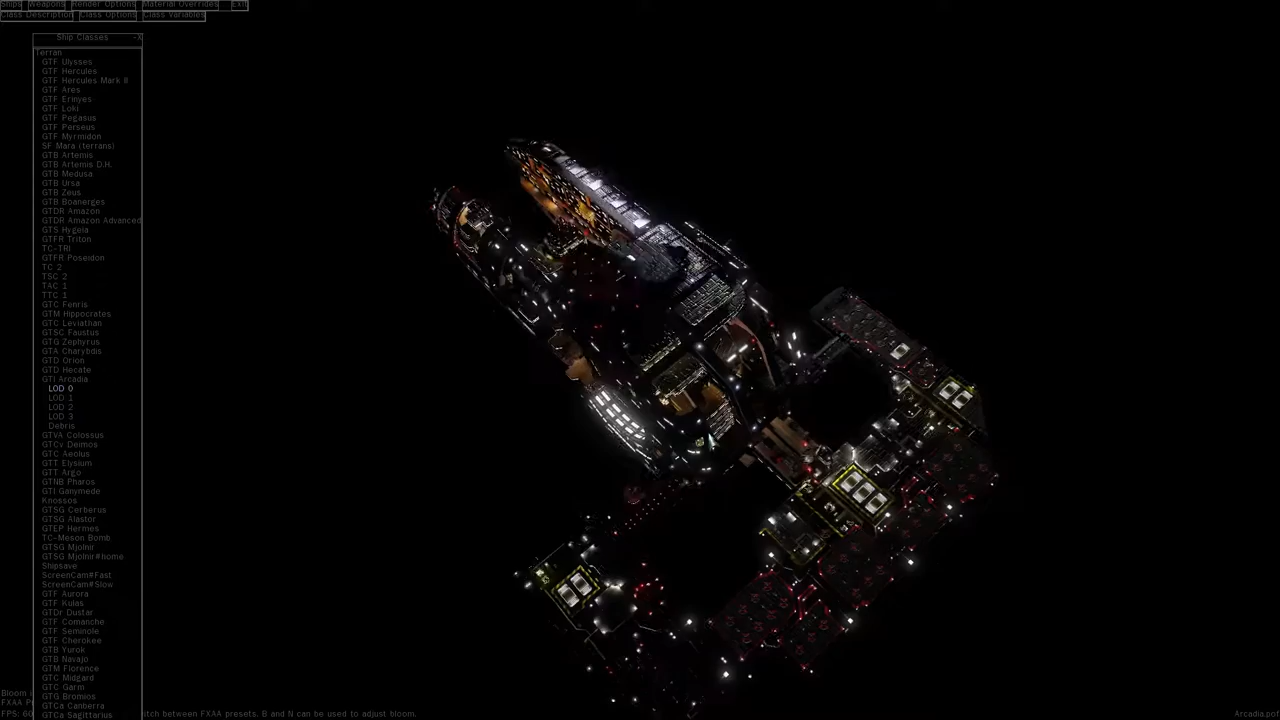 Ships Weapons Render Options Material Overrides Exit
Class Description Class Options Class Variables
Ship Classes -X
Terran
GTF Ulysses
GTF Hercules
GTF Hercules Mark II
GTF Ares
GTF Erinyes
GTF Loki
GTF Pegasus
GTF Perseus
GTF Myrmidon
SF Mara (terrans)
GTB Artemis
GTB Artemis D.H.
GTB Medusa
GTB Ursa
GTB Zeus
GTB Boanerges
GTDR Amazon
GTDR Amazon Advanced
GTS Hygeia
GTFR Triton
TC-TRI
GTFR Poseidon
TC 2
TSC 2
TAC 1
TTC 1
GTC Fenris
GTM Hippocrates
GTC Leviathan
GTSC Faustus
GTG Zephyrus
GTA Charybdis
GTD Orion
GTD Hecate
GTI Arcadia
LOD 0
LOD 1
LOD 2
LOD 3
Debris
GTVA Colossus
GTCv Deimos
GTC Aeolus
GTT Elysium
GTT Argo
GTNB Pharos
GTI Ganymede
Knossos
GTSG Cerberus
GTSG Alastor
GTEP Hermes
TC-Meson Bomb
GTSG Mjolnir
GTSG Mjolnir#home
Shipsave
ScreenCam#Fast
ScreenCam#Slow
GTF Aurora
GTF Kulas
GTDr Dustar
GTF Comanche
GTF Seminole
GTF Cherokee
GTB Yurok
GTB Navajo
GTM Florence
GTC Midgard
GTC Garm
GTG Bromios
GTCa Canberra
GTCa Sagittarius
Bloom
FXAA P
FPS: 60 itch between FXAA presets. B and N can be used to adjust bloom.
Arcadia.pof